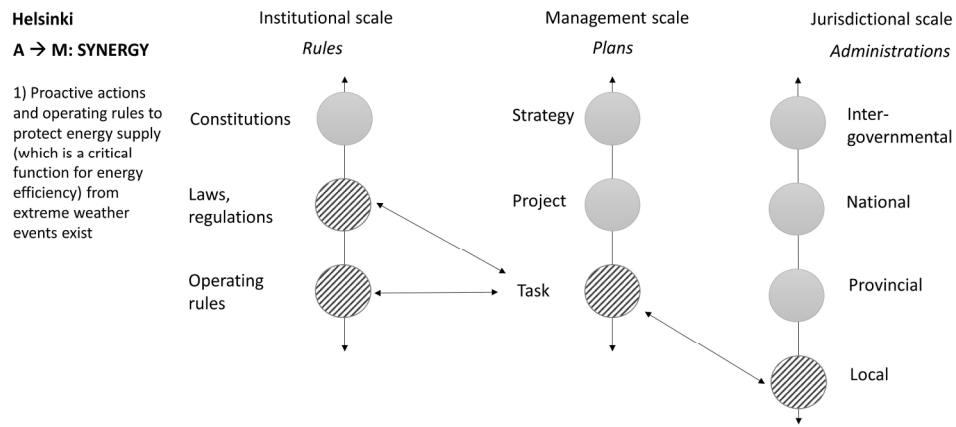 Helsinki
A → M: SYNERGY
1) Proactive actions
and operating rules to
protect energy supply
(which is a critical
function for energy
efficiency) from
extreme weather
events exist
Institutional scale
Rules
Constitutions
Laws,
regulations
Operating
rules
Management scale
Plans
Strategy
Project
Task
Jurisdictional scale
Administrations
Inter-
governmental
National
Provincial
Local